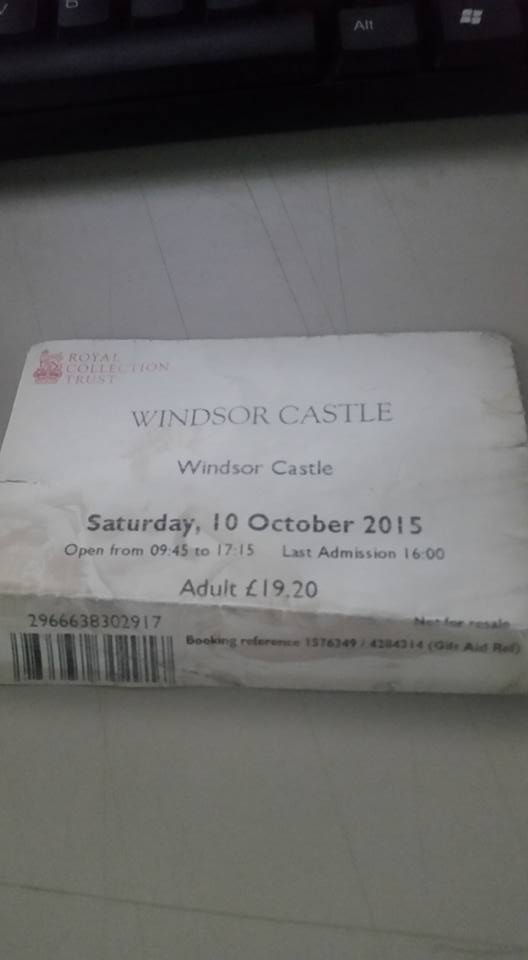 Alt
ROYAL
COLLECTION
TRUST
WINDSOR CASTLE
Windsor Castle
Saturday, 10 October 2015
Open from 09:45 to 17:15 Last Admission 16:00
Adult £19.20
2966638302917
Not for resale
Booking reference 1576349 / 4284314 (Gift Aid Ref)